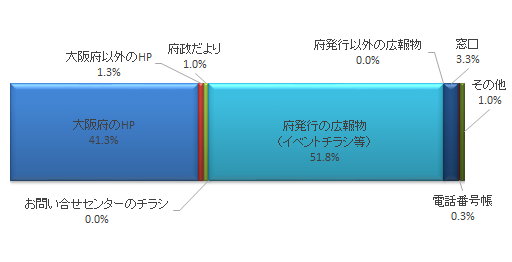 大阪府のHP
41.3%
大阪府以外のHP
1.3%
府政だより
1.0%
お問い合せセンターのチラシ
0.0%
府発行の広報物
(イベントチラシ等)
51.8%
府発行以外の広報物
0.0%
窓口
3.3%
電話番号帳
0.3%
その他
1.0%